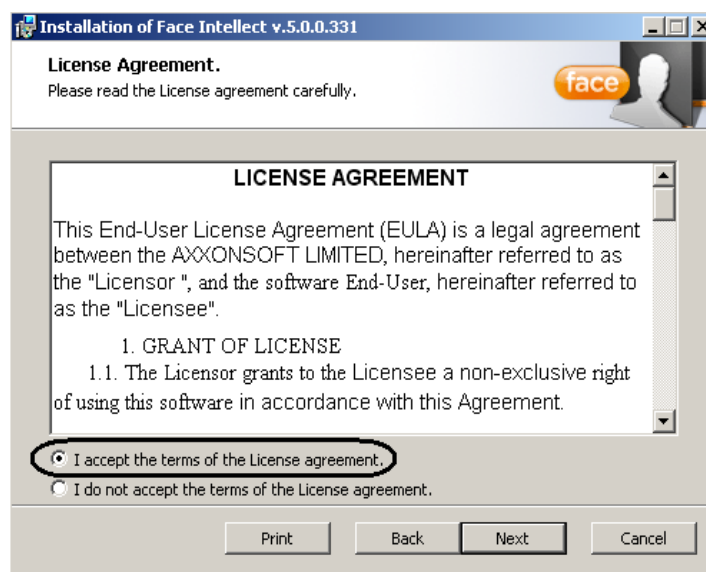 Installation of Face Intellect v.5.0.0.331
License Agreement.
Please read the License agreement carefully.
face
LICENSE AGREEMENT
This End-User License Agreement (EULA) is a legal agreement
between the AXXONSOFT LIMITED, hereinafter referred to as
the "Licensor ", and the software End-User, hereinafter referred to
as the "Licensee".
1. GRANT OF LICENSE
1.1. The Licensor grants to the Licensee a non-exclusive right
of using this software in accordance with this Agreement.
I accept the terms of the License agreement.
I do not accept the terms of the License agreement.
Print Back Next Cancel